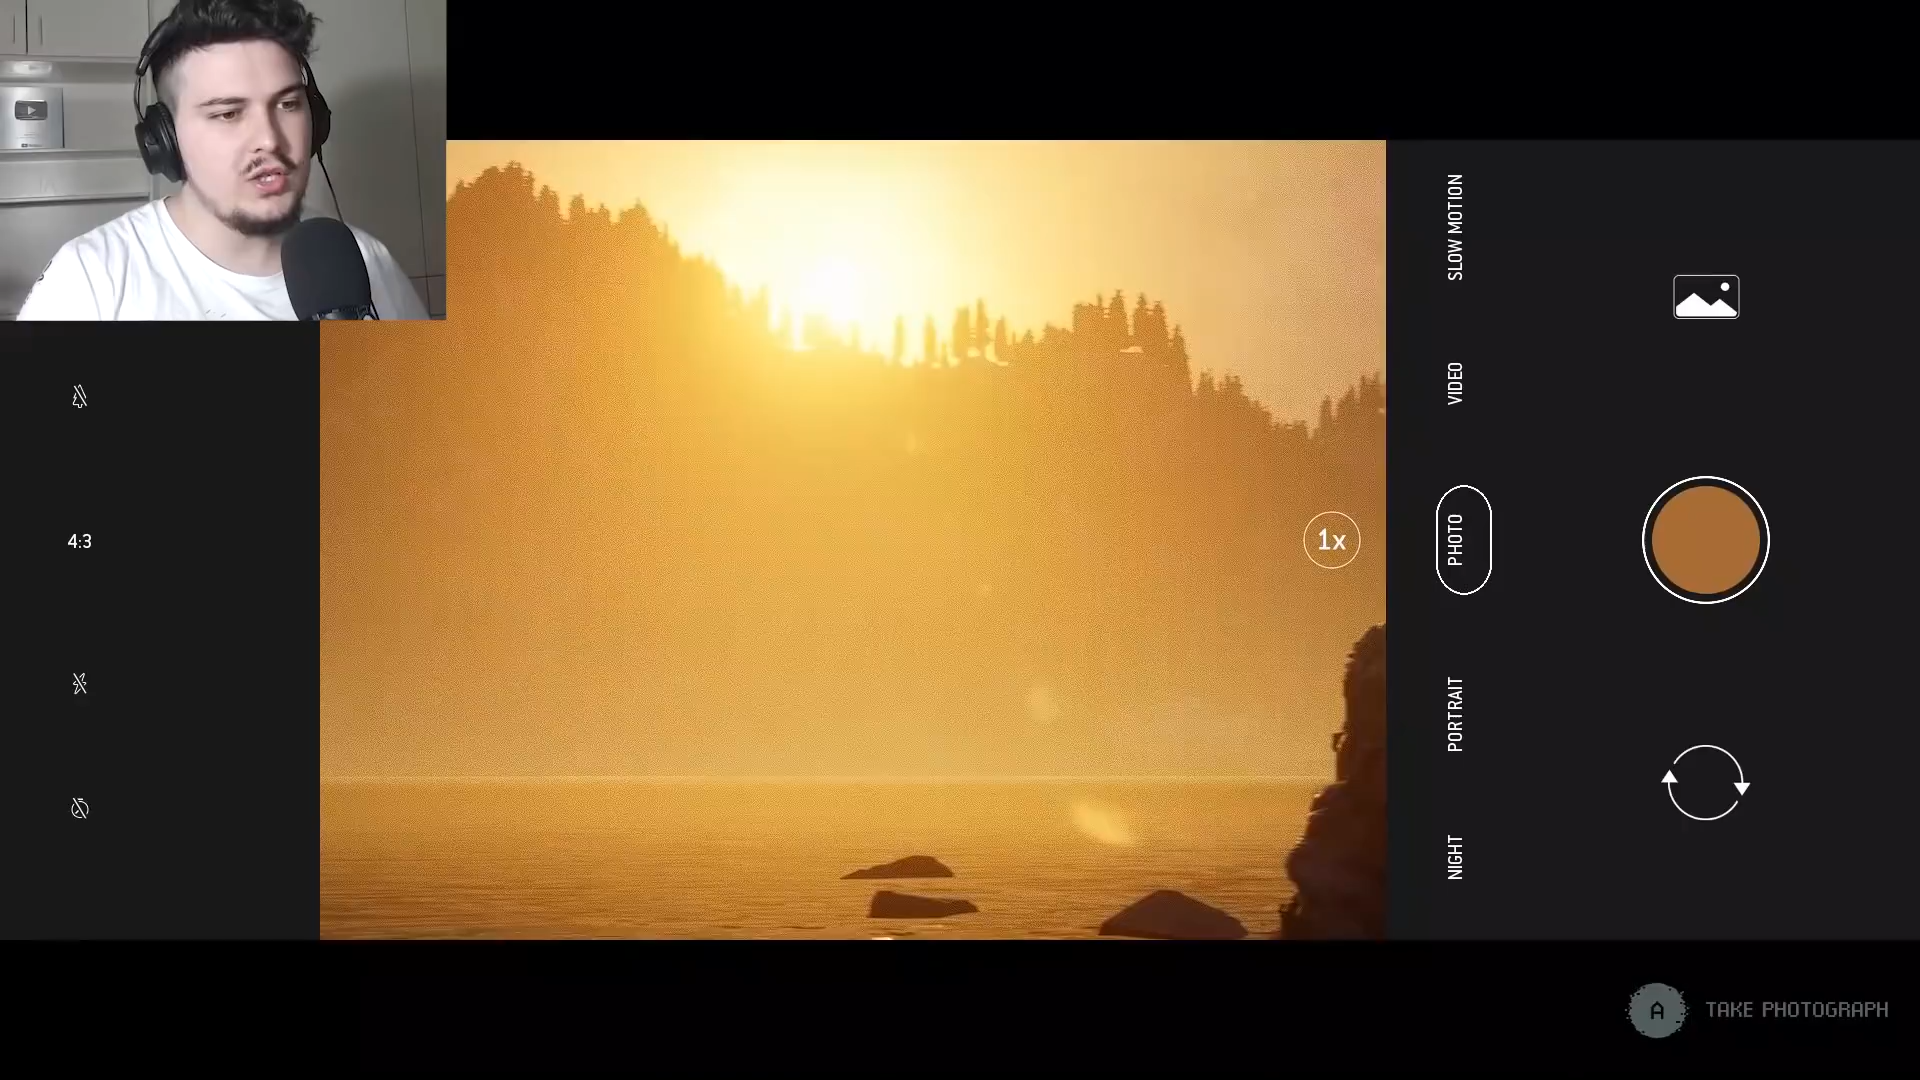 SLOW MOTION
VIDEO
4:3
1x
PHOTO
PORTRAIT
NIGHT
A TAKE PHOTOGRAPH